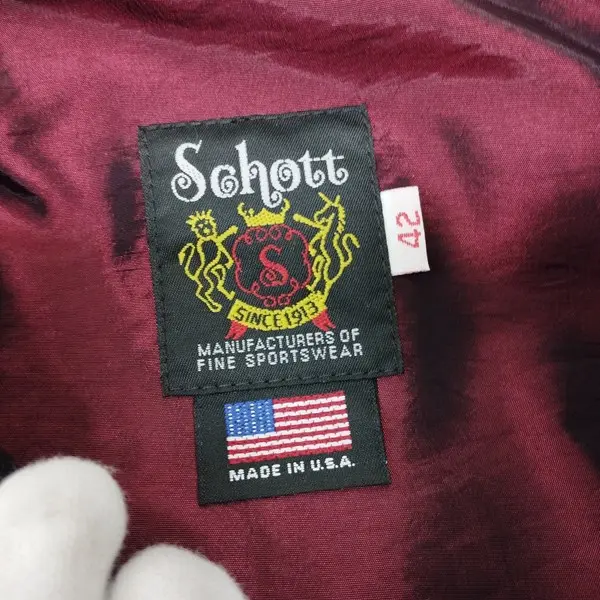 Schott
S
SINCE 1913
MANUFACTURERS OF
FINE SPORTSWEAR
42
MADE IN U.S.A.